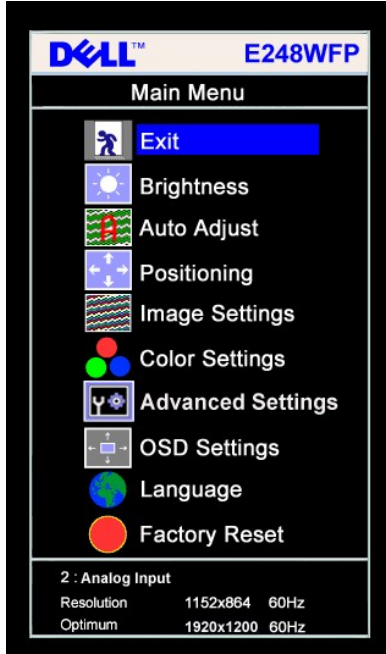 DELL™ E248WFP
Main Menu
Exit
Brightness
Auto Adjust
Positioning
Image Settings
Color Settings
Advanced Settings
OSD Settings
Language
Factory Reset
2 : Analog Input
Resolution 1152x864 60Hz
Optimum 1920x1200 60Hz